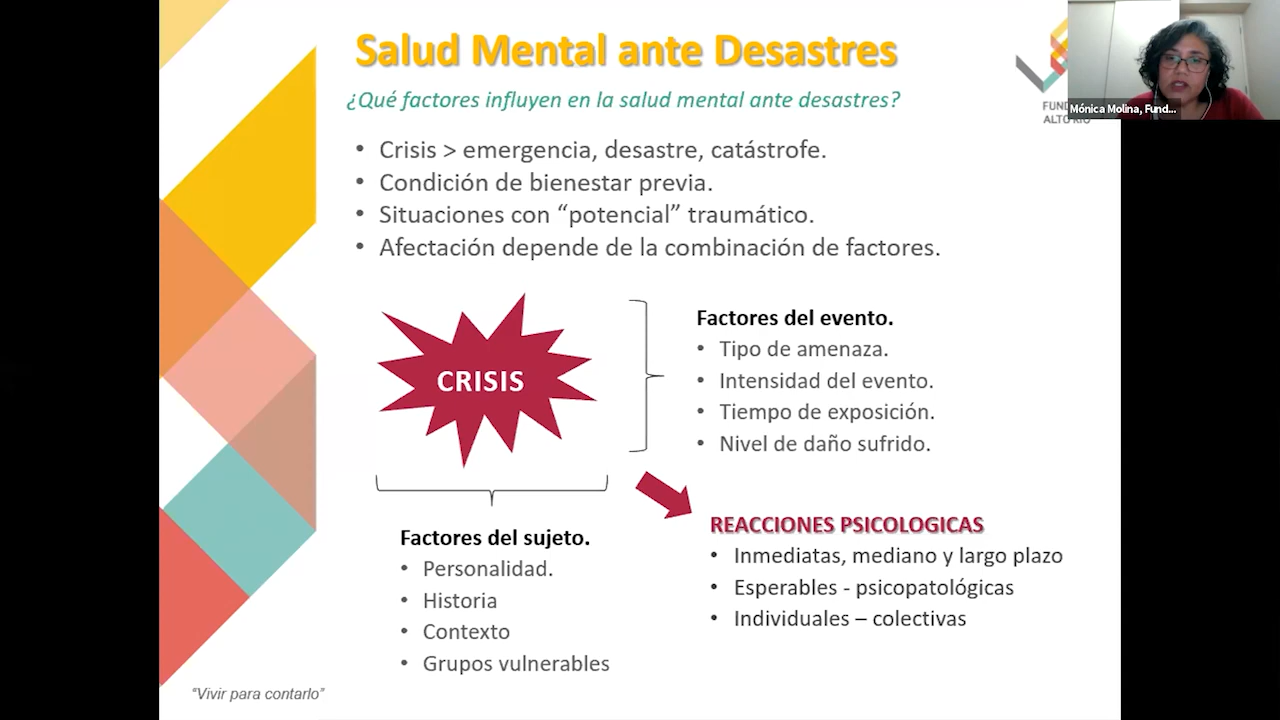 Salud Mental ante Desastres
¿Qué factores influyen en la salud mental ante desastres?
• Crisis > emergencia, desastre, catástrofe.
• Condición de bienestar previa.
• Situaciones con “potencial” traumático.
• Afectación depende de la combinación de factores.
CRISIS
Factores del evento.
• Tipo de amenaza.
• Intensidad del evento.
• Tiempo de exposición.
• Nivel de daño sufrido.
Factores del sujeto.
• Personalidad.
• Historia
• Contexto
• Grupos vulnerables
REACCIONES PSICOLOGICAS
• Inmediatas, mediano y largo plazo
• Esperables - psicopatológicas
• Individuales – colectivas
“Vivir para contarlo”
Mónica Molina, Fund...
ALTO